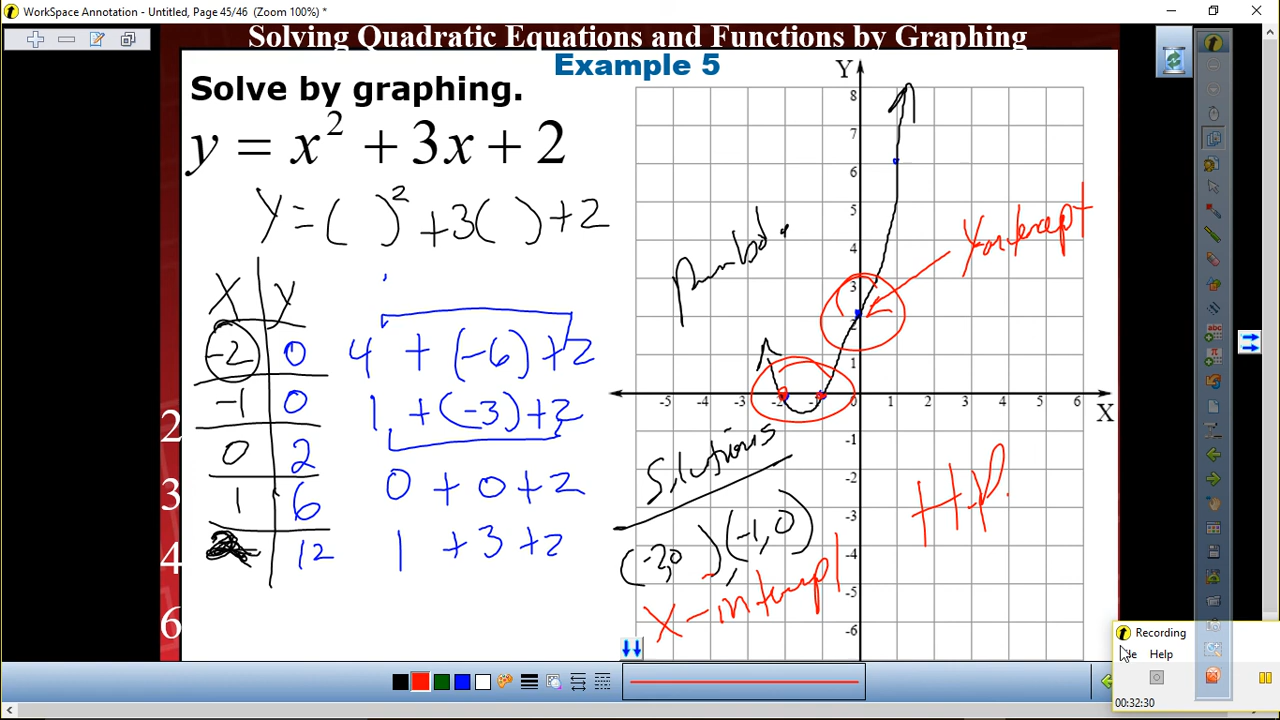 WorkSpace Annotation - Untitled, Page 45/46 (Zoom 100%) *
Solving Quadratic Equations and Functions by Graphing
Example 5
Solve by graphing.
y = x² + 3x + 2
y = ( )² + 3( ) + 2
X Y
-2 0 4 + (-6) + 2
-1 0 1 + (-3) + 2
0 2 0 + 0 + 2
1 6 1 + 3 + 2
12
2
3
4
6
Y
8
7
6
5
4
3
2
1
-5 -4 -3 -2 -1 0 1 2 3 4 5 6
X
-1
-2
-3
-4
-5
-6
Y-intercept
Solutions
(-2,0), (-1,0)
X-intercept
H.P.
Recording
Help
00:32:30